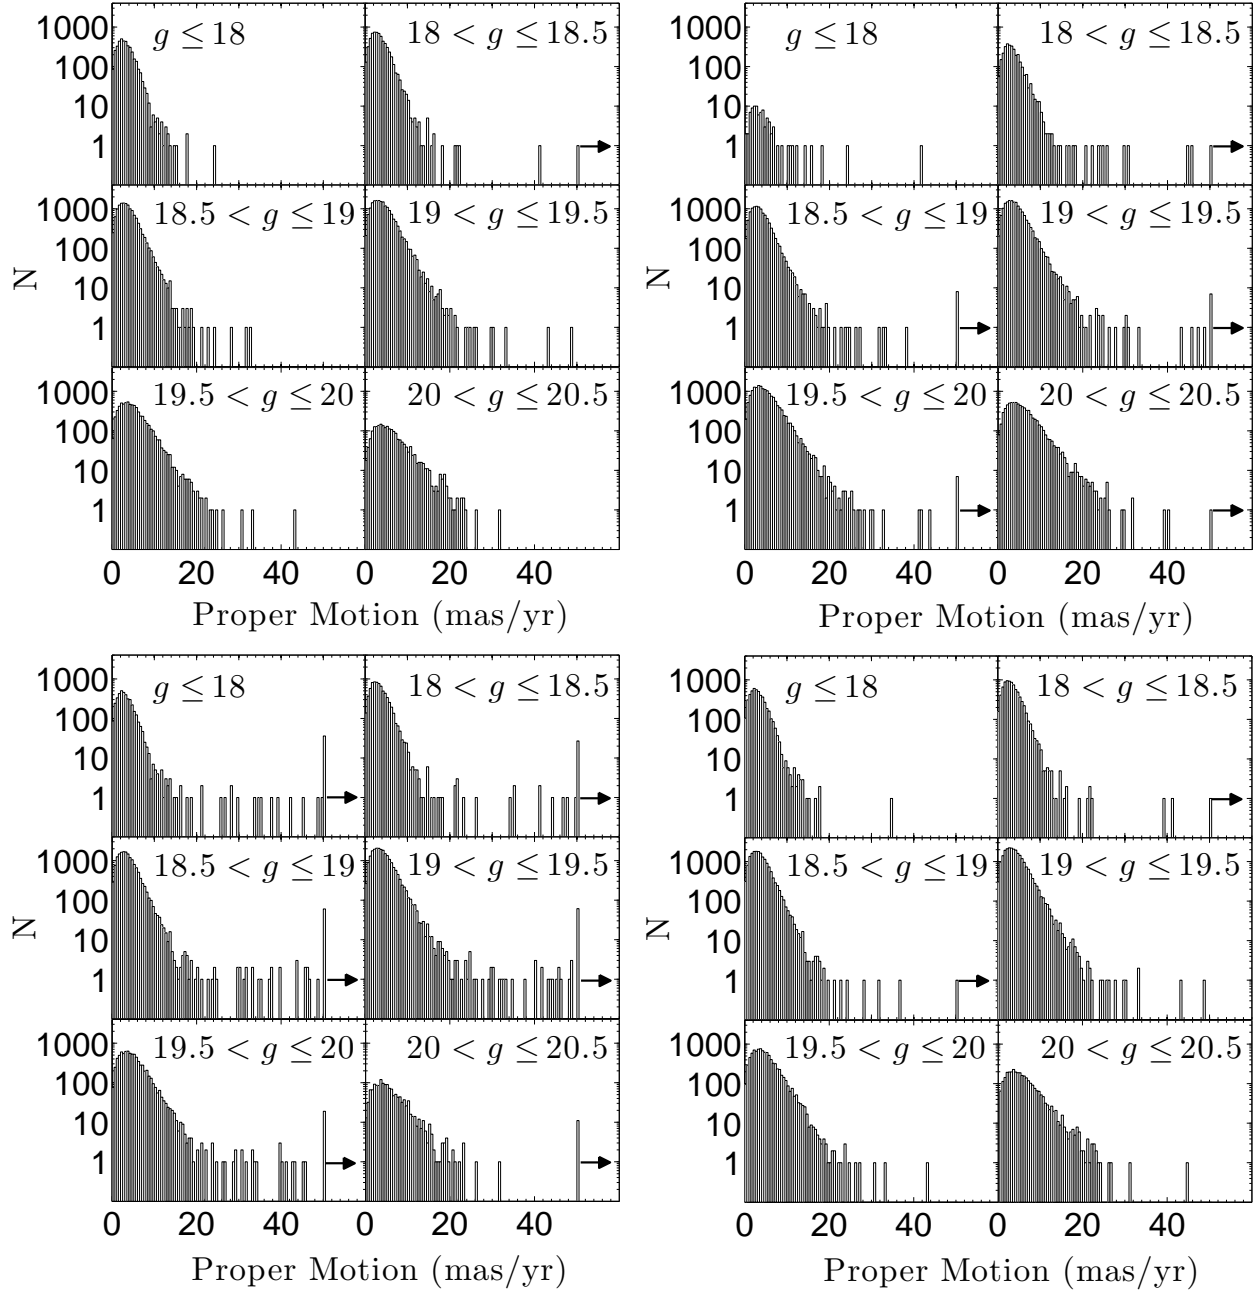 g ≤ 18
18 < g ≤ 18.5
1000
100
10
1
18.5 < g ≤ 19
19 < g ≤ 19.5
1000
100
10
1
N
19.5 < g ≤ 20
20 < g ≤ 20.5
1000
100
10
1
0 20 40 0 20 40
Proper Motion (mas/yr)
g ≤ 18
18 < g ≤ 18.5
1000
100
10
1
18.5 < g ≤ 19
19 < g ≤ 19.5
1000
100
10
1
N
19.5 < g ≤ 20
20 < g ≤ 20.5
1000
100
10
1
0 20 40 0 20 40
Proper Motion (mas/yr)
g ≤ 18
18 < g ≤ 18.5
1000
100
10
1
18.5 < g ≤ 19
19 < g ≤ 19.5
1000
100
10
1
N
19.5 < g ≤ 20
20 < g ≤ 20.5
1000
100
10
1
0 20 40 0 20 40
Proper Motion (mas/yr)
g ≤ 18
18 < g ≤ 18.5
1000
100
10
1
18.5 < g ≤ 19
19 < g ≤ 19.5
1000
100
10
1
N
19.5 < g ≤ 20
20 < g ≤ 20.5
1000
100
10
1
0 20 40 0 20 40
Proper Motion (mas/yr)